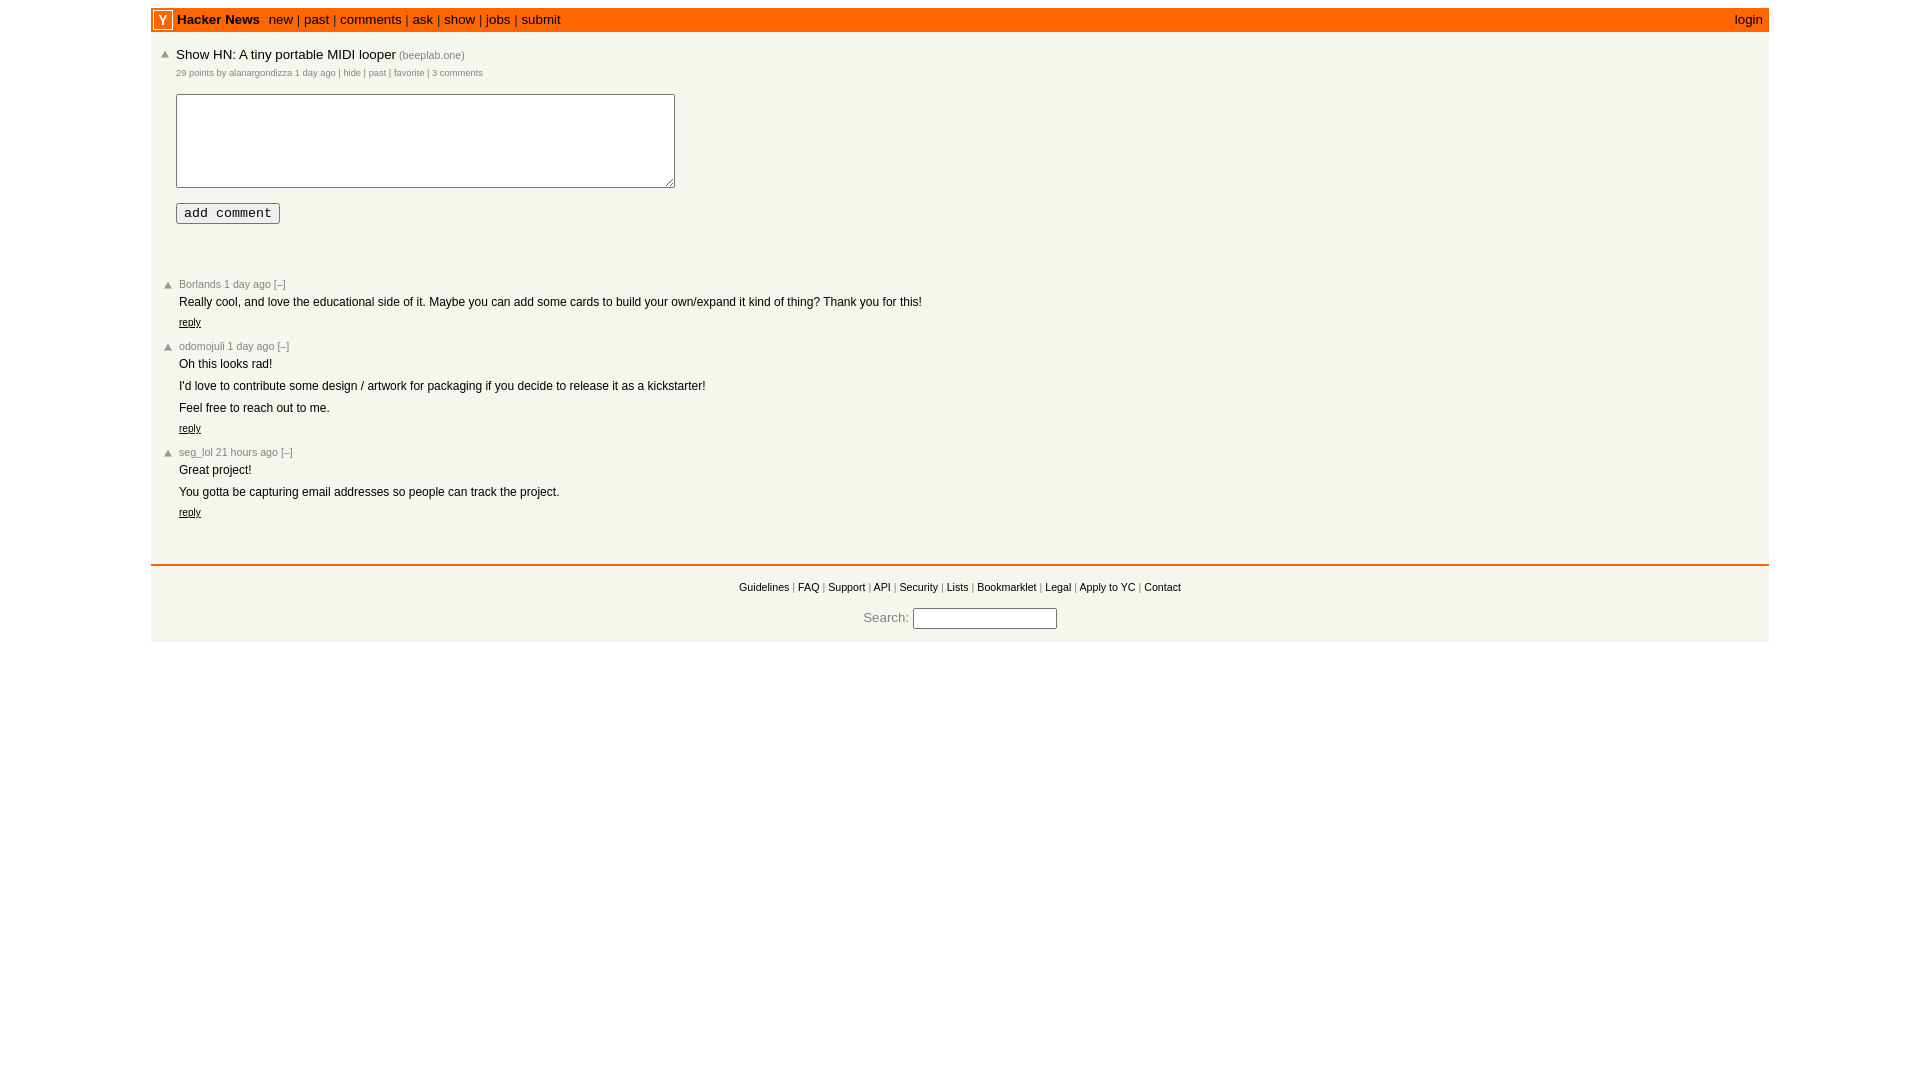 Y Hacker News new | past | comments | ask | show | jobs | submit login
Show HN: A tiny portable MIDI looper (beeplab.one)
29 points by alanargondizza 1 day ago | hide | past | favorite | 3 comments
add comment
Borlands 1 day ago [–]
Really cool, and love the educational side of it. Maybe you can add some cards to build your own/expand it kind of thing? Thank you for this!
reply
odomojuli 1 day ago [–]
Oh this looks rad!
I'd love to contribute some design / artwork for packaging if you decide to release it as a kickstarter!
Feel free to reach out to me.
reply
seg_lol 21 hours ago [–]
Great project!
You gotta be capturing email addresses so people can track the project.
reply
Guidelines | FAQ | Support | API | Security | Lists | Bookmarklet | Legal | Apply to YC | Contact
Search: